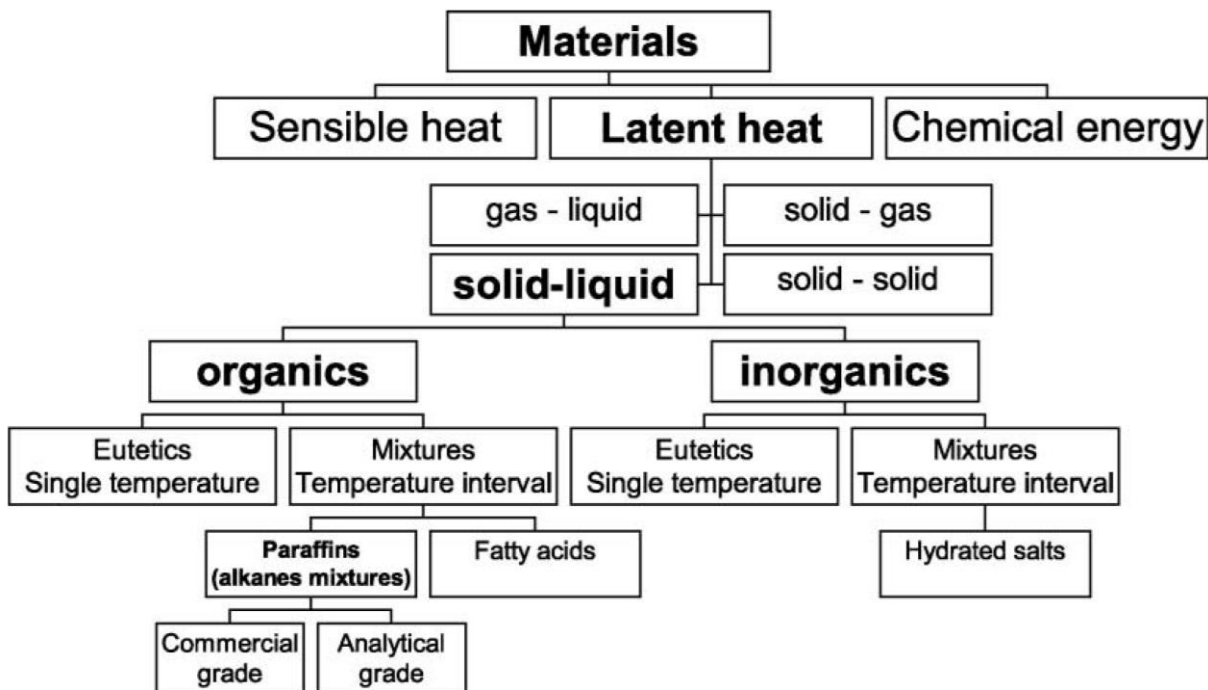 Materials
Sensible heat
Latent heat
Chemical energy
gas - liquid
solid - gas
solid-liquid
solid - solid
organics
inorganics
Eutetics
Single temperature
Mixtures
Temperature interval
Eutetics
Single temperature
Mixtures
Temperature interval
Paraffins
(alkanes mixtures)
Fatty acids
Hydrated salts
Commercial
grade
Analytical
grade